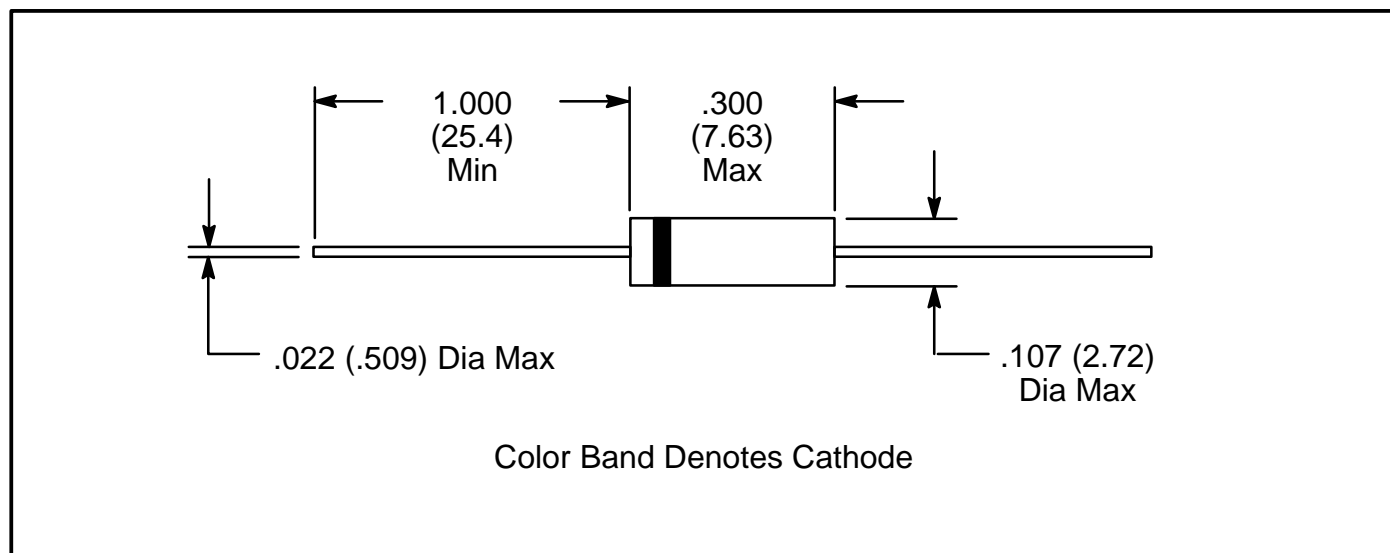 1.000
(25.4)
Min
.300
(7.63)
Max
.022 (.509) Dia Max
.107 (2.72)
Dia Max
Color Band Denotes Cathode